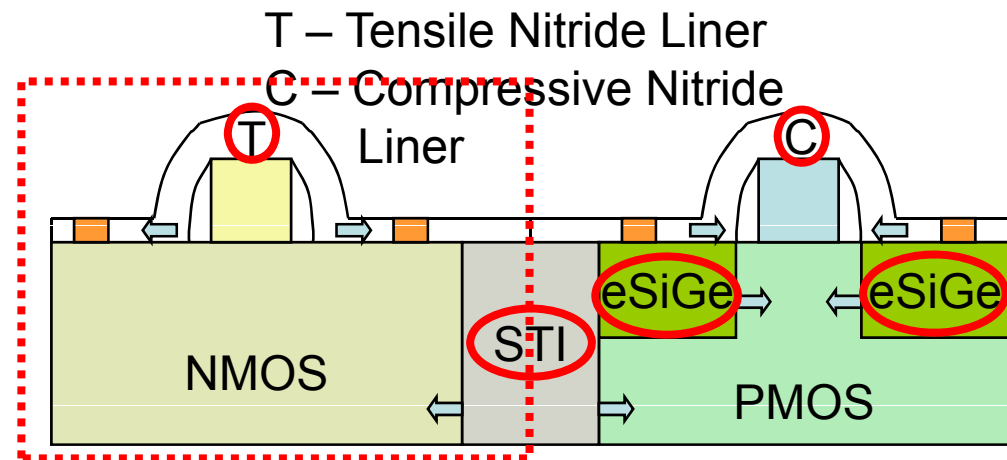 T – Tensile Nitride Liner
C – Compressive Nitride
Liner
T
C
eSiGe
eSiGe
STI
NMOS
PMOS